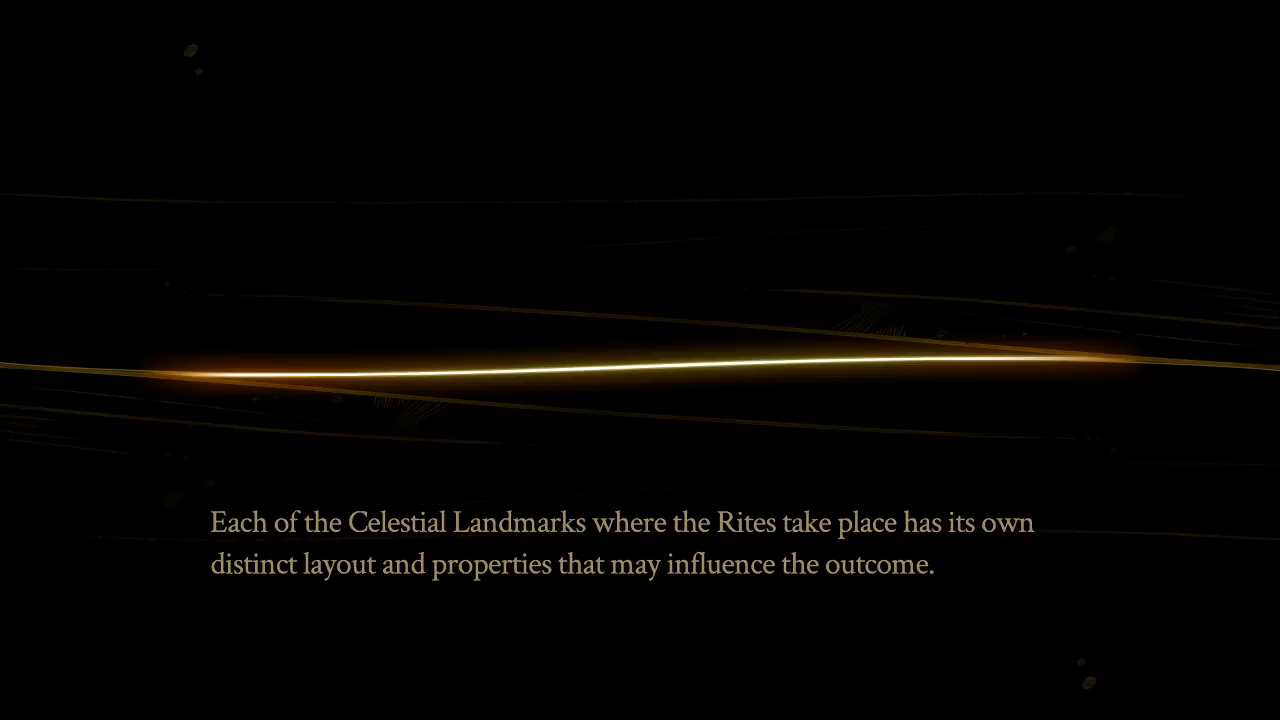 Each of the Celestial Landmarks where the Rites take place has its own
distinct layout and properties that may influence the outcome.